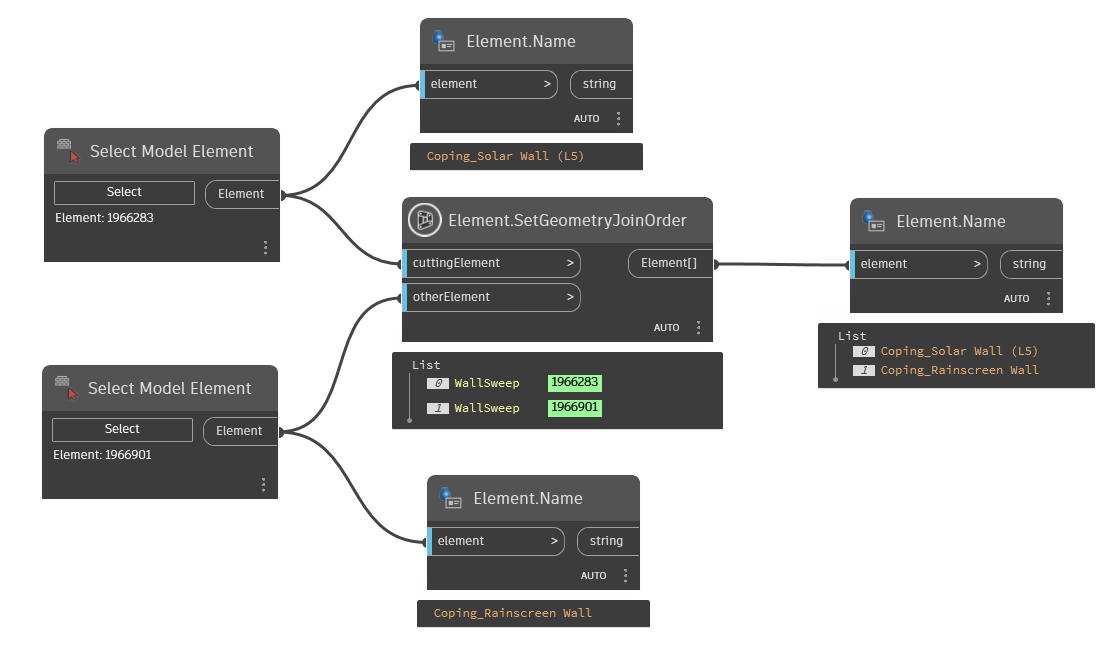 Element.Name
element > string
AUTO
Coping_Solar Wall (L5)
Select Model Element
Select Element
Element: 1966283
Element.SetGeometryJoinOrder
cuttingElement > Element[]
otherElement >
AUTO
List
0 WallSweep 1966283
1 WallSweep 1966901
Element.Name
element > string
AUTO
List
0 Coping_Solar Wall (L5)
1 Coping_Rainscreen Wall
Select Model Element
Select Element
Element: 1966901
Element.Name
element > string
AUTO
Coping_Rainscreen Wall